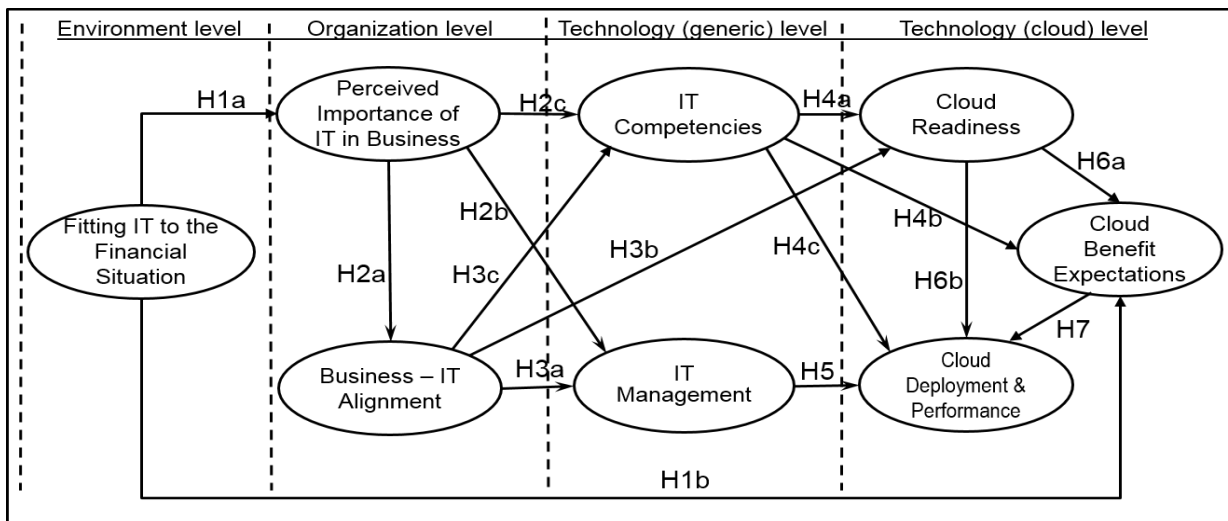 Environment level
Organization level
Technology (generic) level
Technology (cloud) level
H1a
Perceived
Importance of
IT in Business
H2c
IT
Competencies
H4a
Cloud
Readiness
H6a
Fitting IT to the
Financial
Situation
H2b
H3b
H4b
H4c
Cloud
Benefit
Expectations
H2a
H3c
H6b
H7
Business – IT
Alignment
H3a
IT
Management
H5
Cloud
Deployment &
Performance
H1b